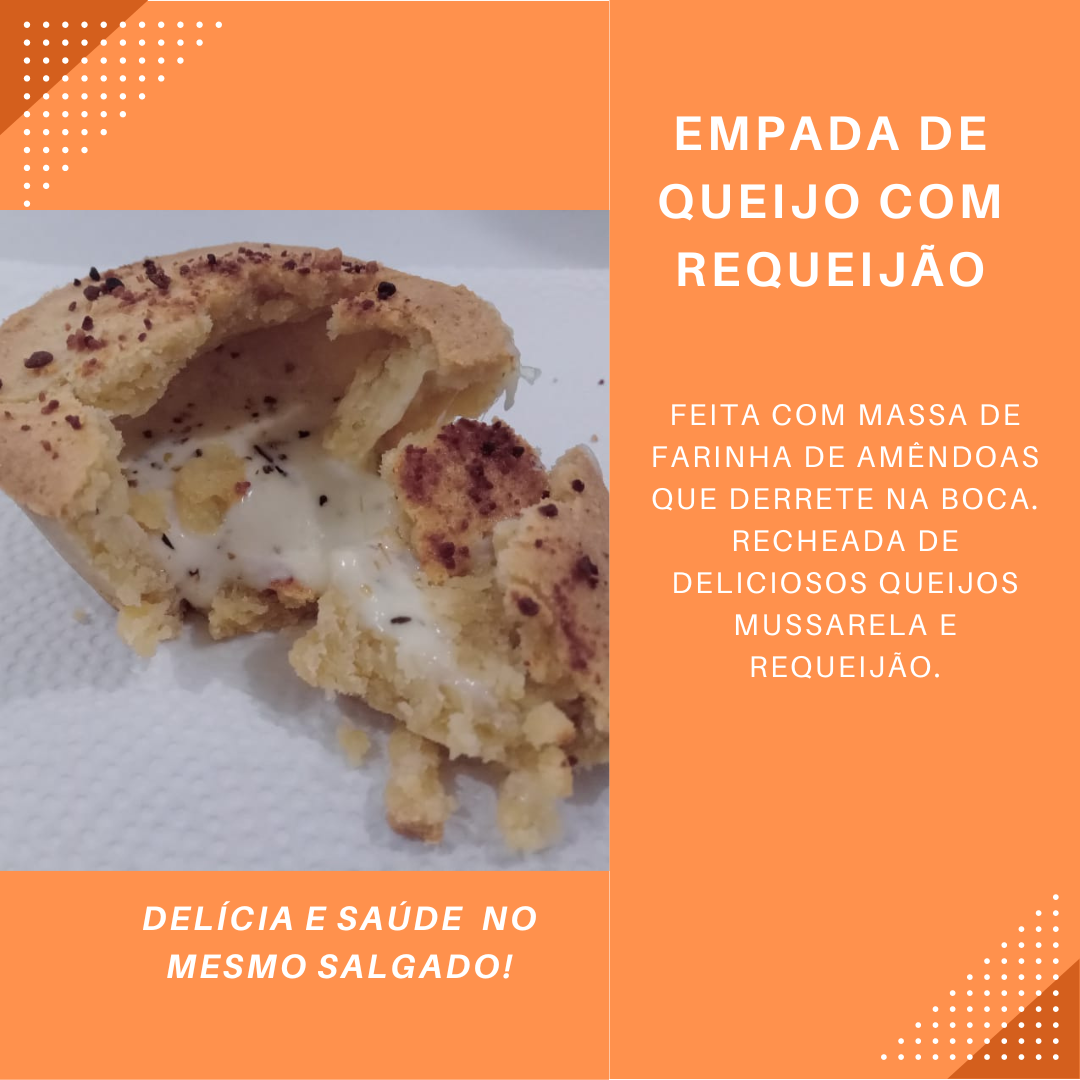 EMPADA DE
QUEIJO COM
REQUEIJÃO
FEITA COM MASSA DE
FARINHA DE AMÊNDOAS
QUE DERRETE NA BOCA.
RECHEADA DE
DELICIOSOS QUEIJOS
MUSSARELA E
REQUEIJÃO.
DELÍCIA E SAÚDE NO
MESMO SALGADO!